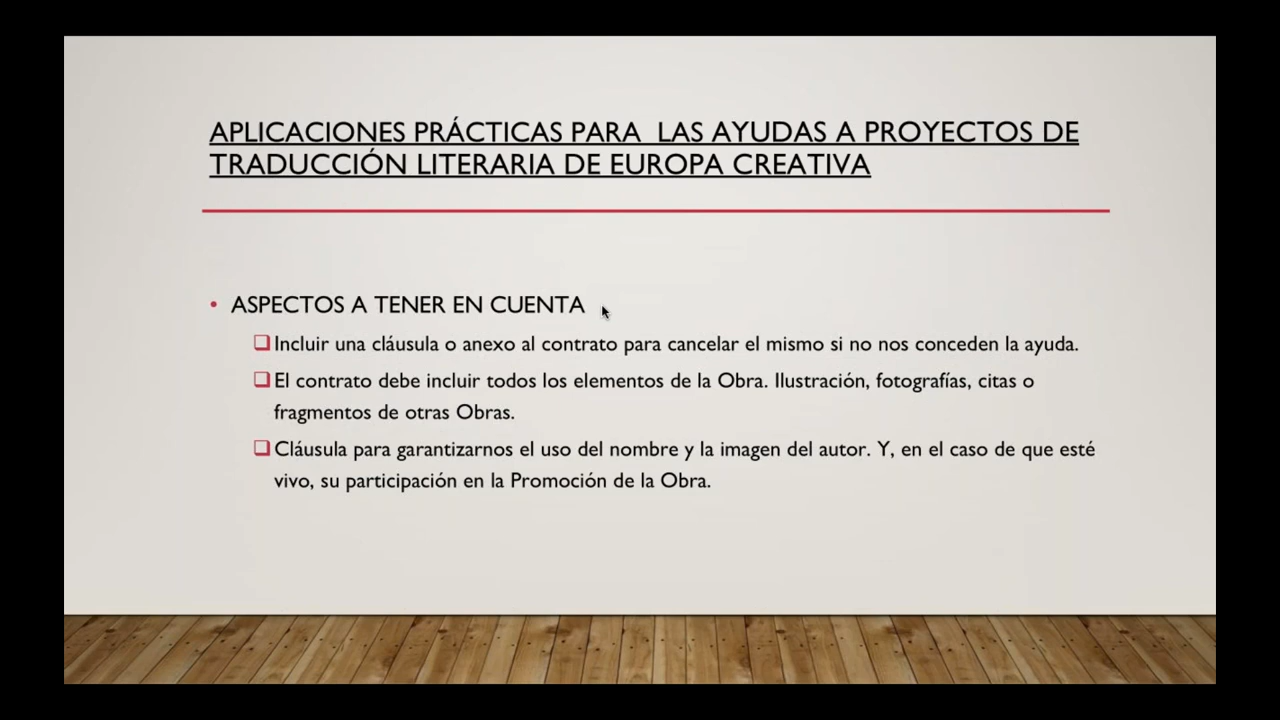 APLICACIONES PRÁCTICAS PARA  LAS AYUDAS A PROYECTOS DE
TRADUCCIÓN LITERARIA DE EUROPA CREATIVA
• ASPECTOS A TENER EN CUENTA
❑Incluir una cláusula o anexo al contrato para cancelar el mismo si no nos conceden la ayuda.
❑El contrato debe incluir todos los elementos de la Obra. Ilustración, fotografías, citas o
fragmentos de otras Obras.
❑Cláusula para garantizarnos el uso del nombre y la imagen del autor. Y, en el caso de que esté
vivo, su participación en la Promoción de la Obra.